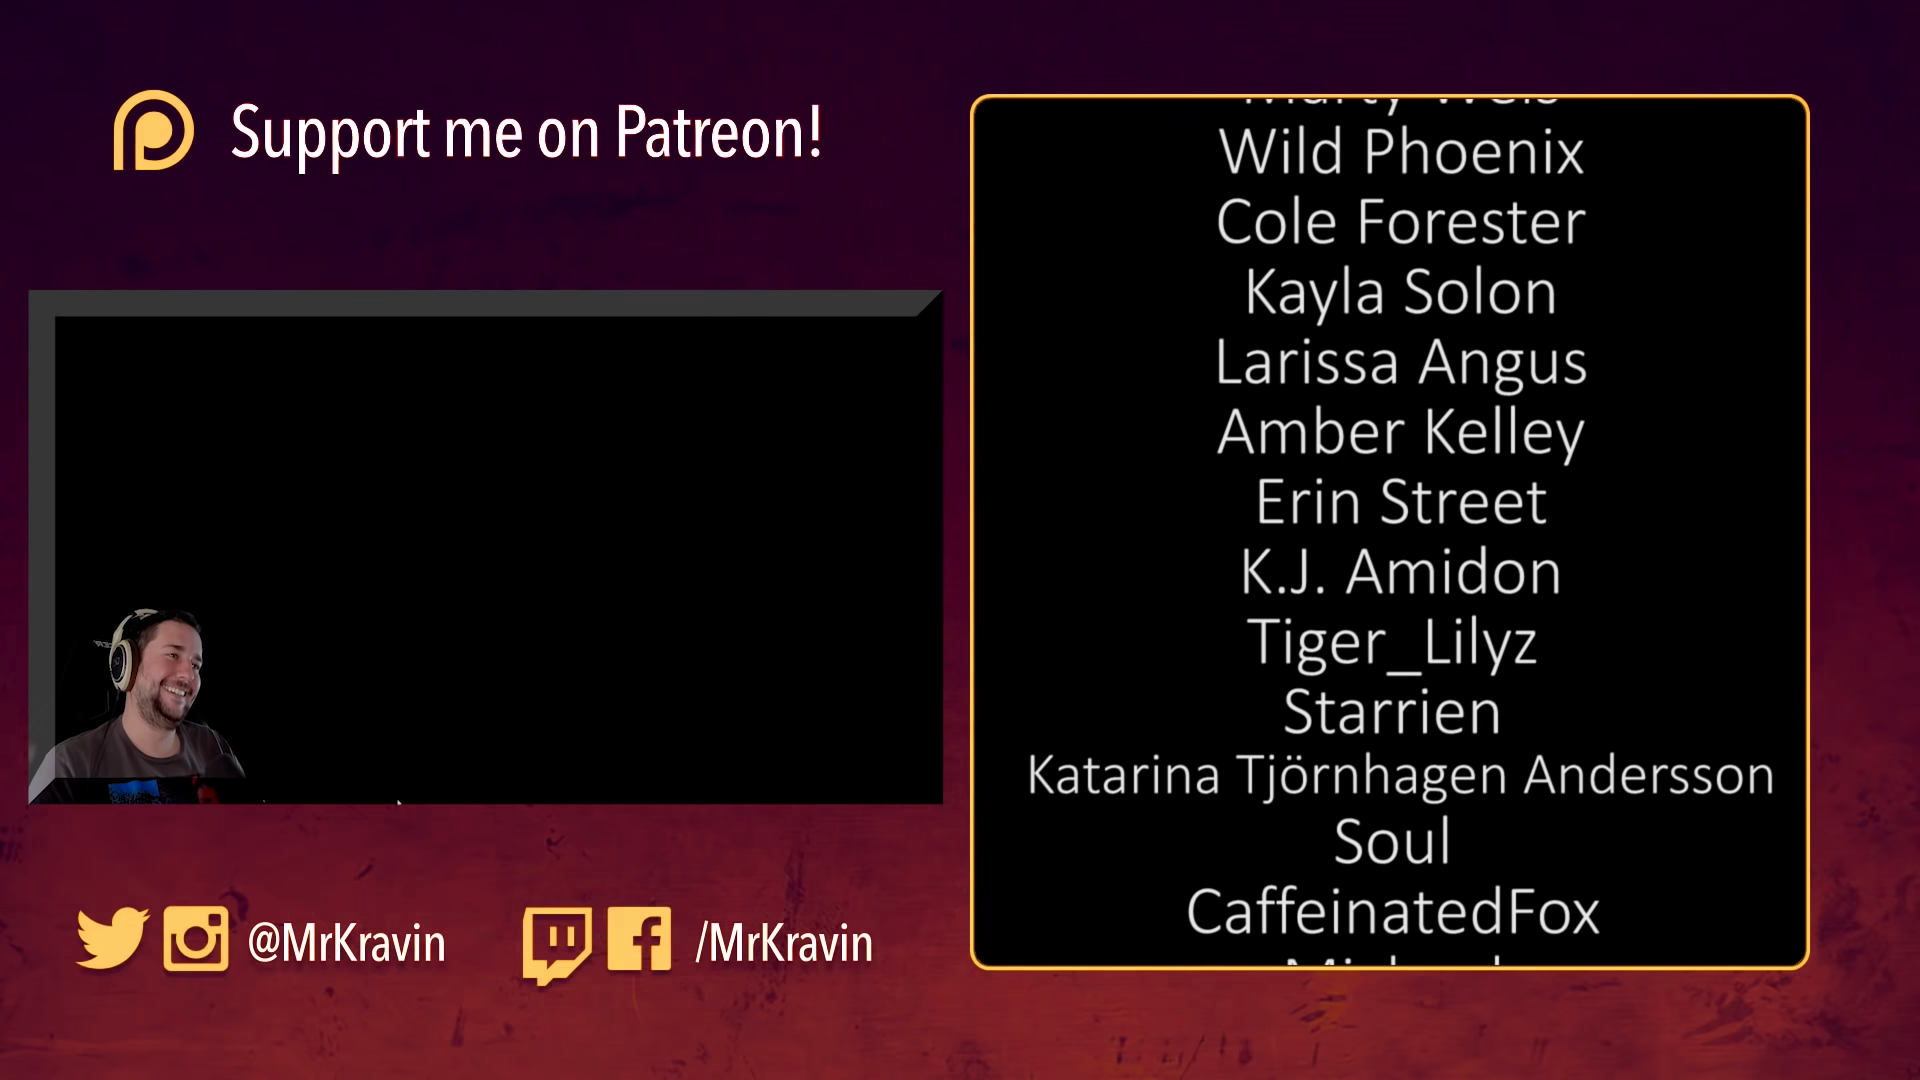 Support me on Patreon!
Wild Phoenix
Cole Forester
Kayla Solon
Larissa Angus
Amber Kelley
Erin Street
K.J. Amidon
Tiger_Lilyz
Starrien
Katarina Tjörnhagen Andersson
Soul
CaffeinatedFox
@MrKravin
/MrKravin